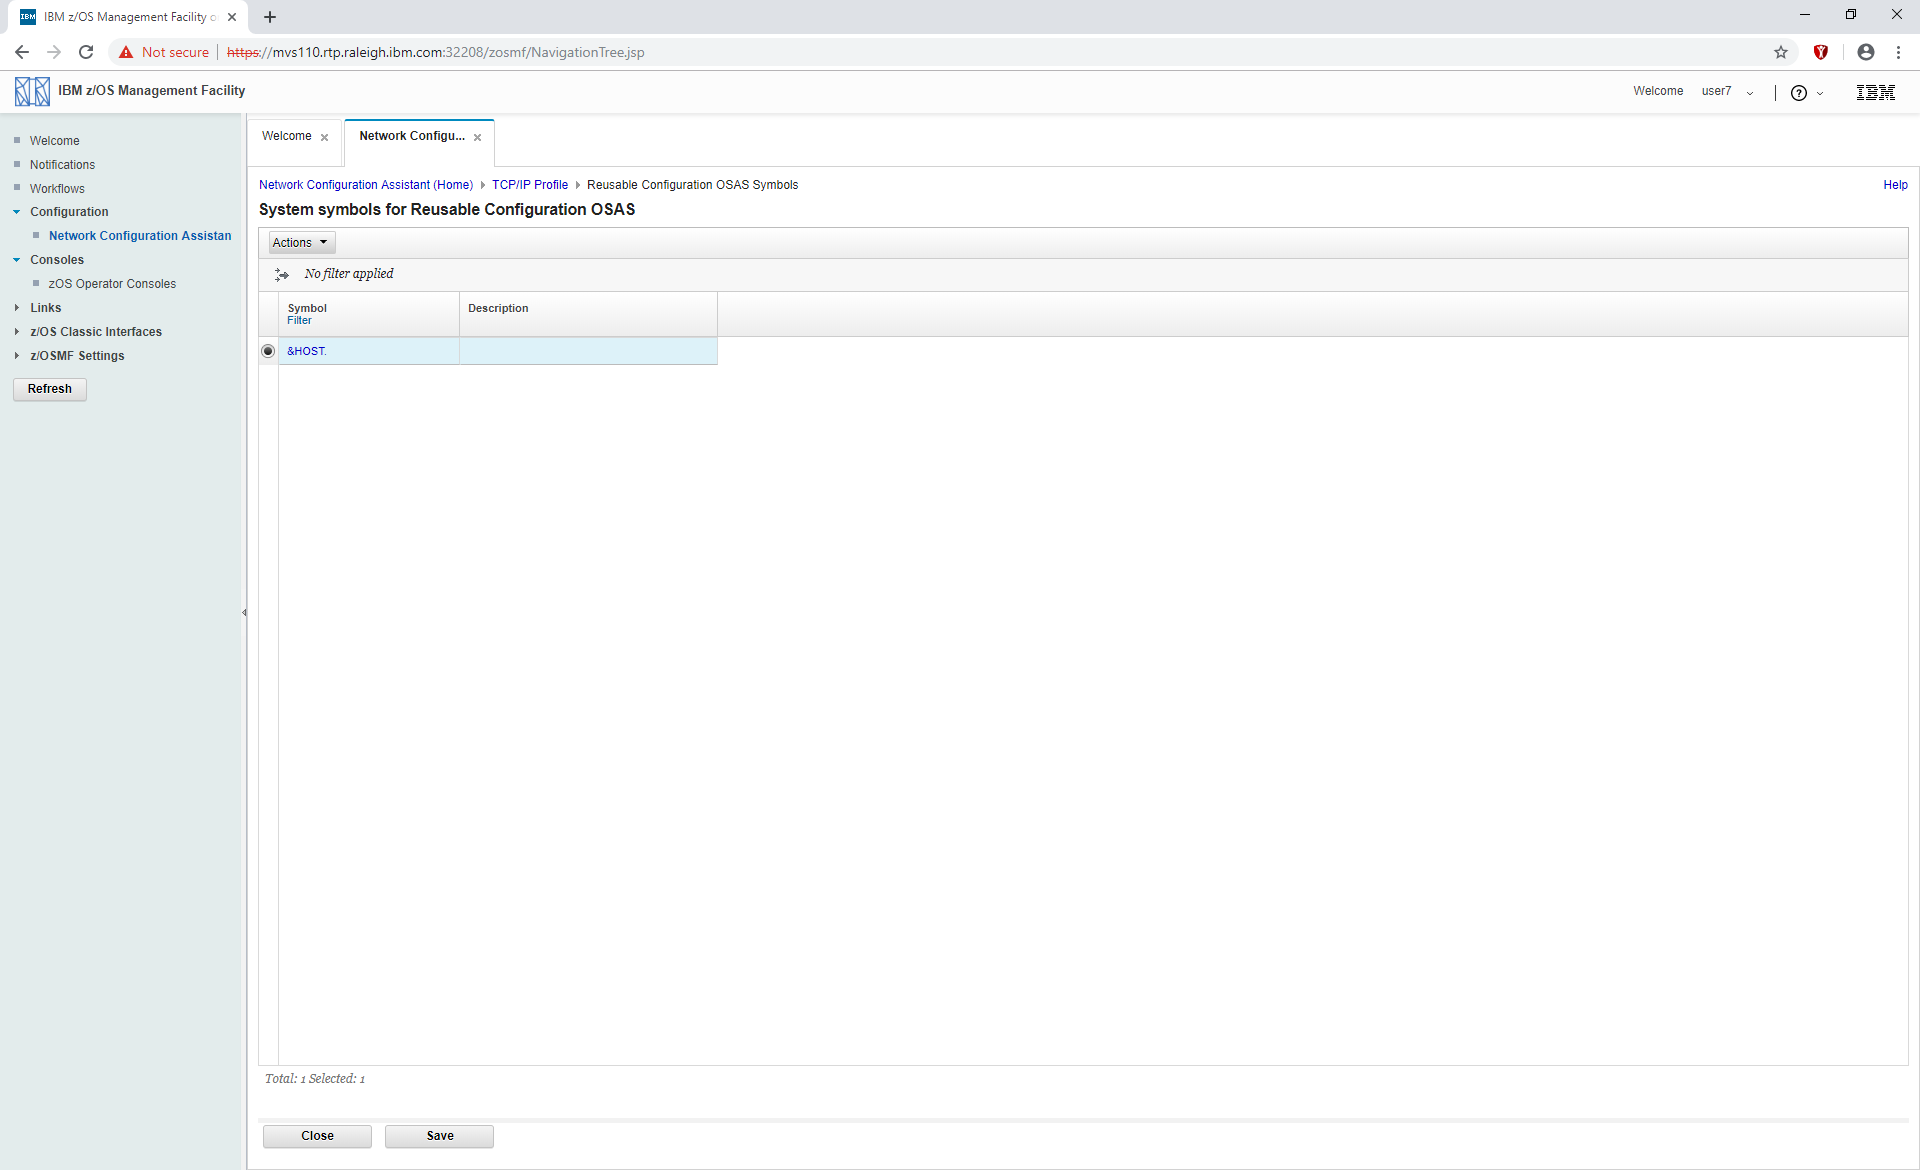 IBM z/OS Management Facility o
Not secure https://mvs110.rtp.raleigh.ibm.com:32208/zosmf/NavigationTree.jsp
IBM z/OS Management Facility
Welcome user7
IBM
Welcome
Notifications
Workflows
Configuration
Network Configuration Assistan
Consoles
zOS Operator Consoles
Links
z/OS Classic Interfaces
z/OSMF Settings
Refresh
Welcome
Network Configu...
Network Configuration Assistant (Home) TCP/IP Profile Reusable Configuration OSAS Symbols
Help
System symbols for Reusable Configuration OSAS
Actions
No filter applied
Symbol Description
Filter
&HOST.
Total: 1 Selected: 1
Close Save